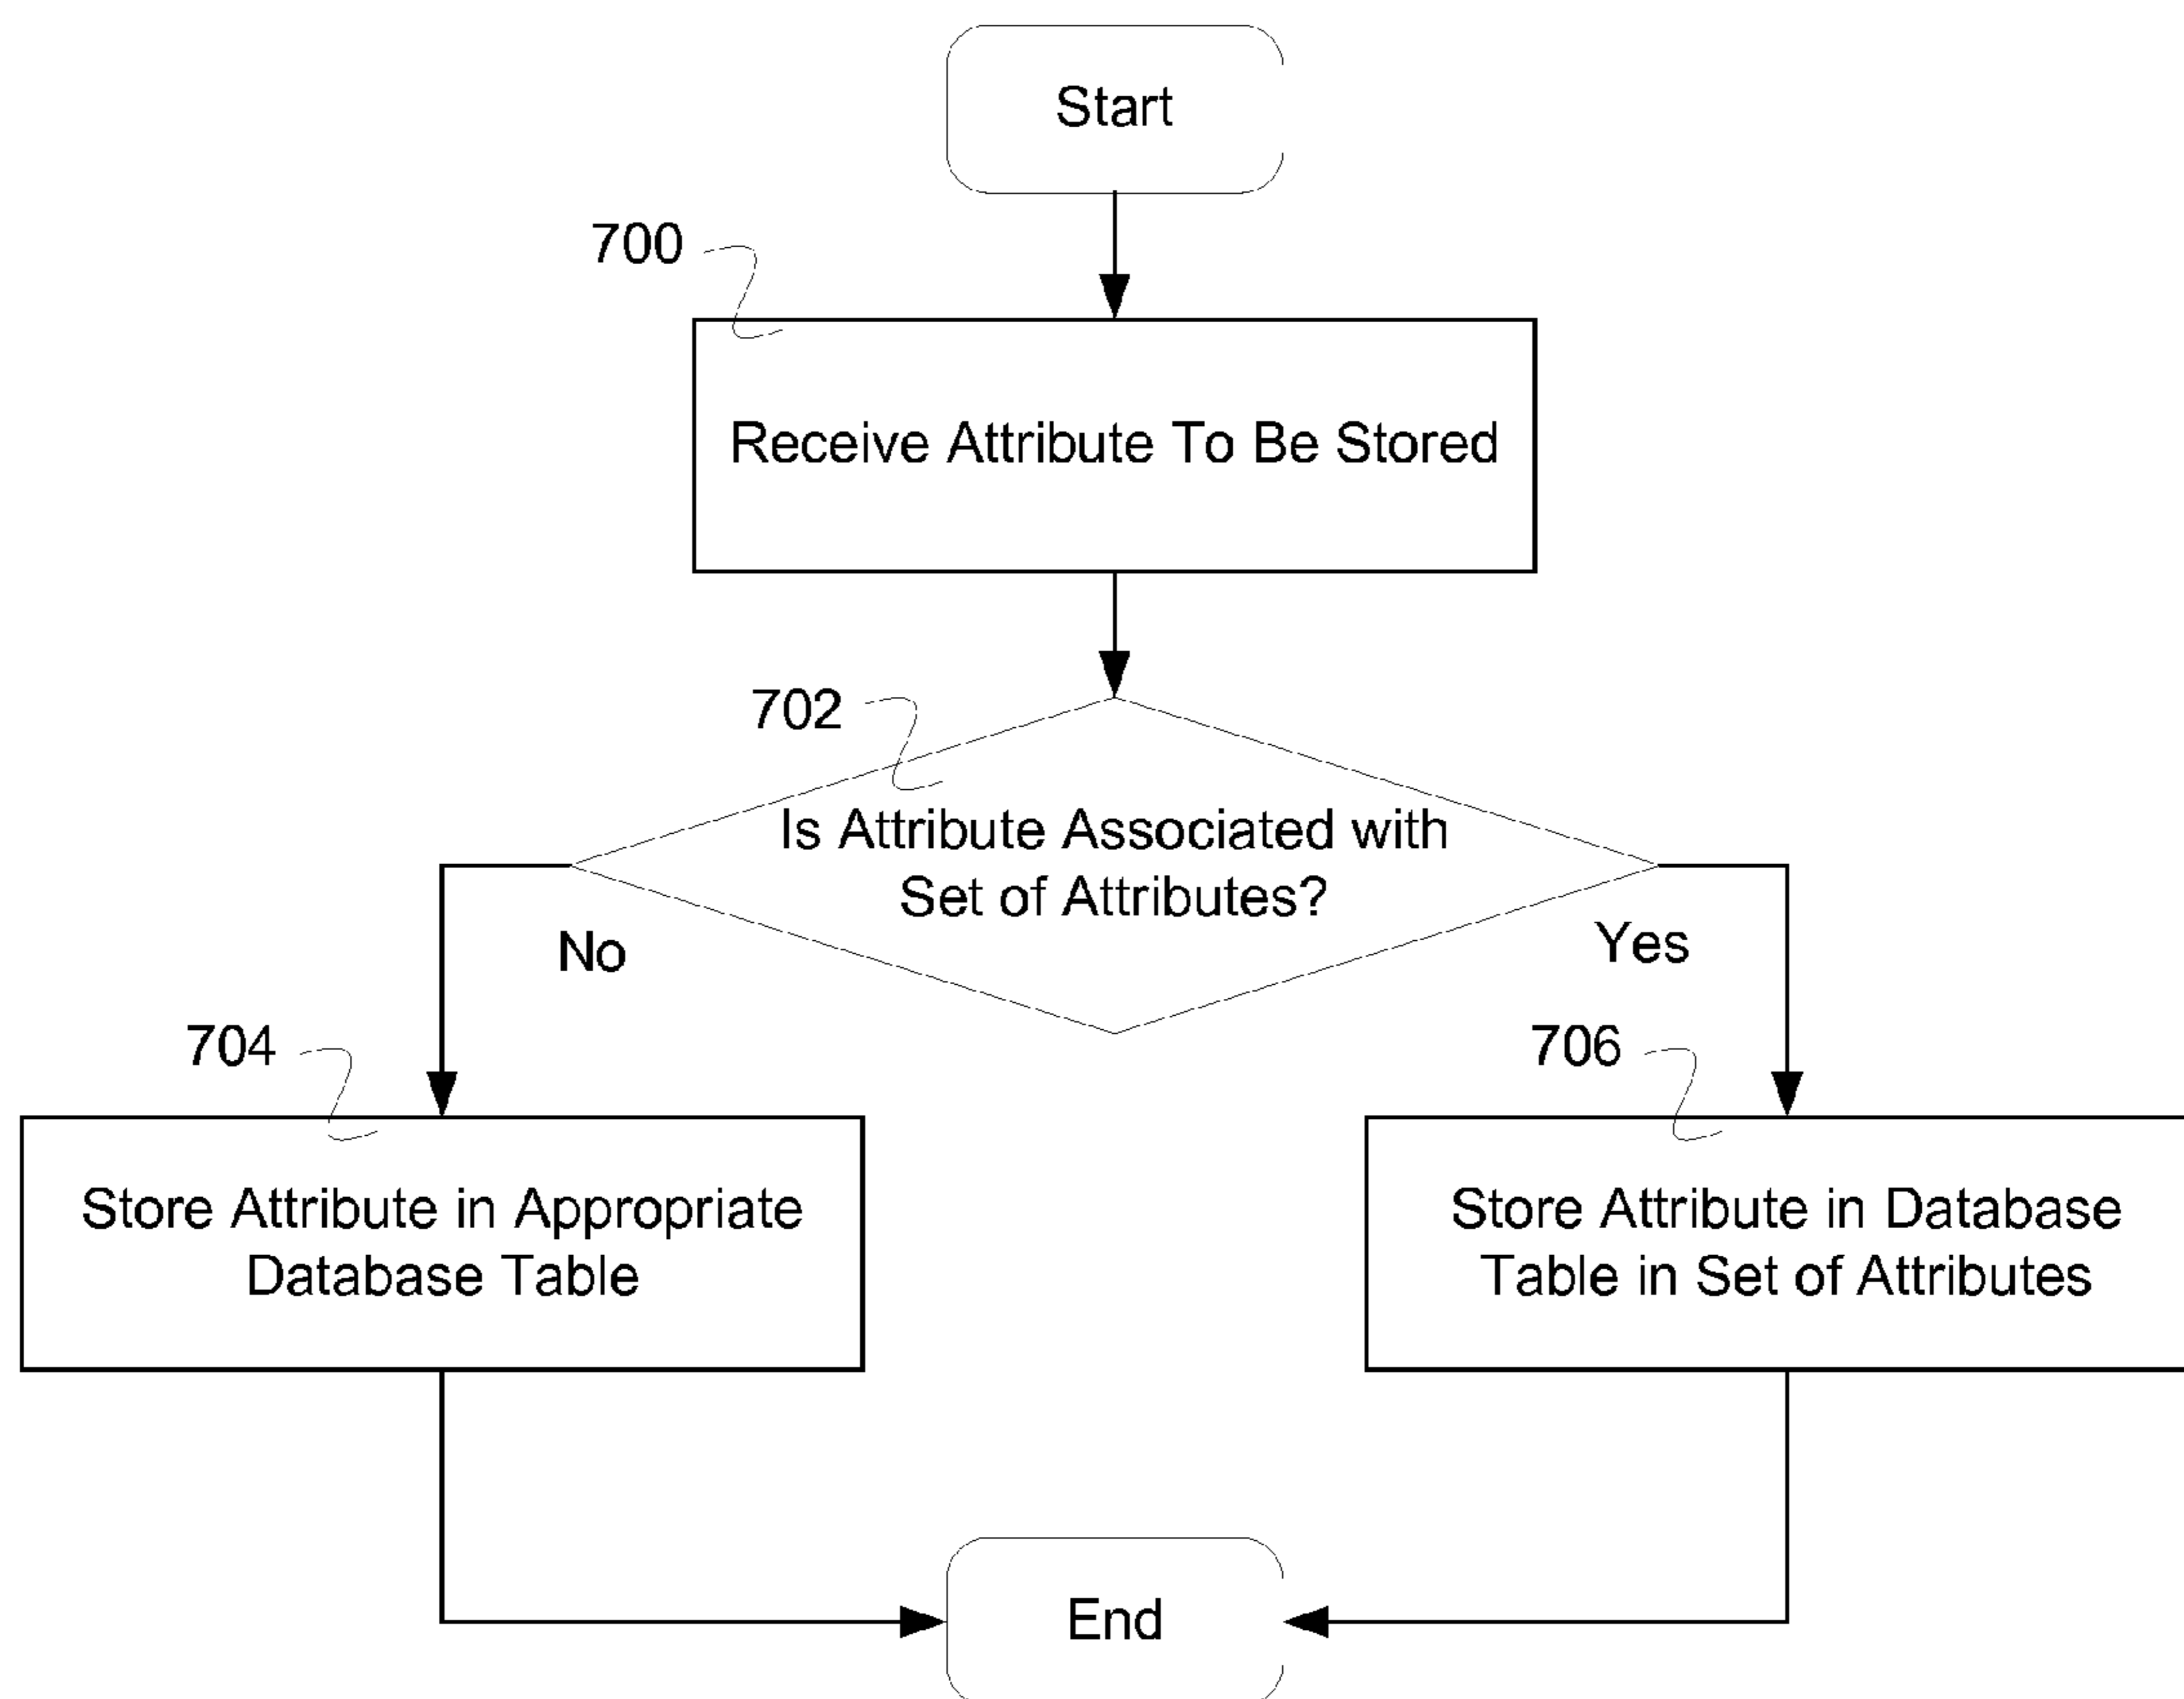 Start
700
Receive Attribute To Be Stored
702
Is Attribute Associated with
Set of Attributes?
No
Yes
704
706
Store Attribute in Appropriate
Database Table
Store Attribute in Database
Table in Set of Attributes
End